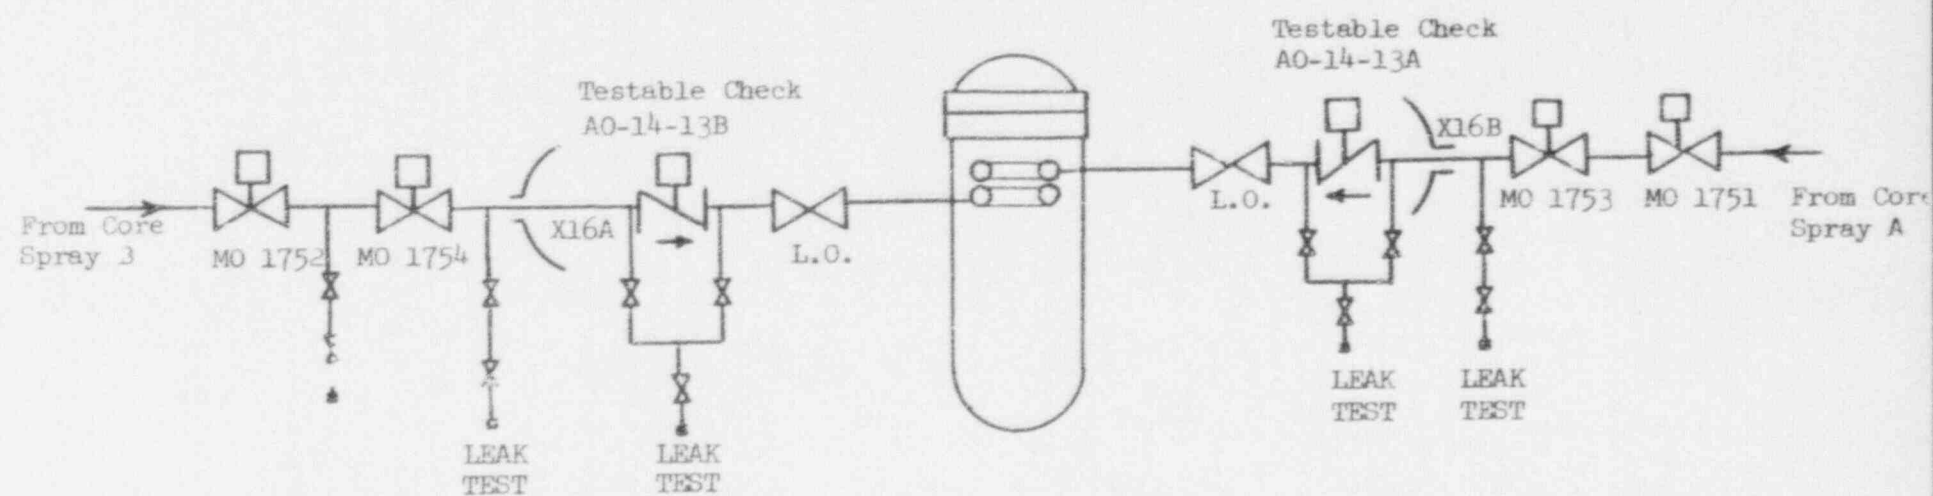 Testable Check
AO-14-13B
Testable Check
AO-14-13A
From Core
Spray 3
MO 1752
MO 1754
X16A
L.O.
L.O.
X16B
MO 1753
MO 1751
From Core
Spray A
LEAK
TEST
LEAK
TEST
LEAK
TEST
LEAK
TEST